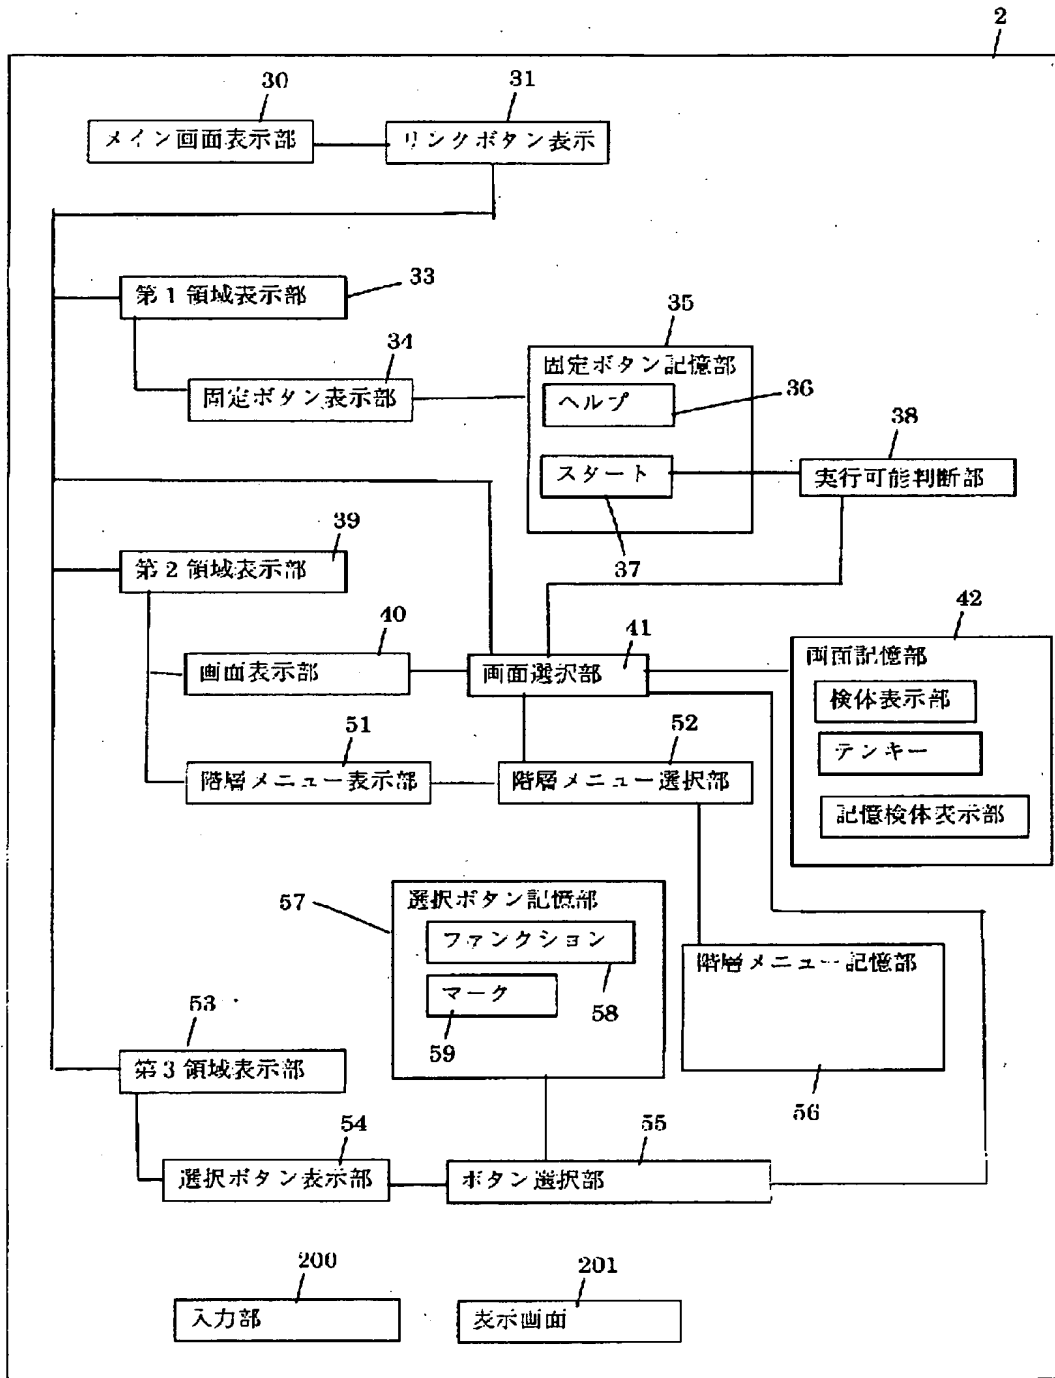 2
30
31
メイン画面表示部
リンクボタン表示
第1領域表示部
33
34
固定ボタン表示部
35
固定ボタン記憶部
ヘルプ
36
スタート
37
38
実行可能判断部
39
第2領域表示部
40
画面表示部
41
画面選択部
42
画面記憶部
検体表示部
テンキー
記憶検体表示部
51
階層メニュー表示部
52
階層メニュー選択部
57
選択ボタン記憶部
ファンクション
58
マーク
59
階層メニュー記憶部
56
53
第3領域表示部
54
選択ボタン表示部
55
ボタン選択部
200
入力部
201
表示画面